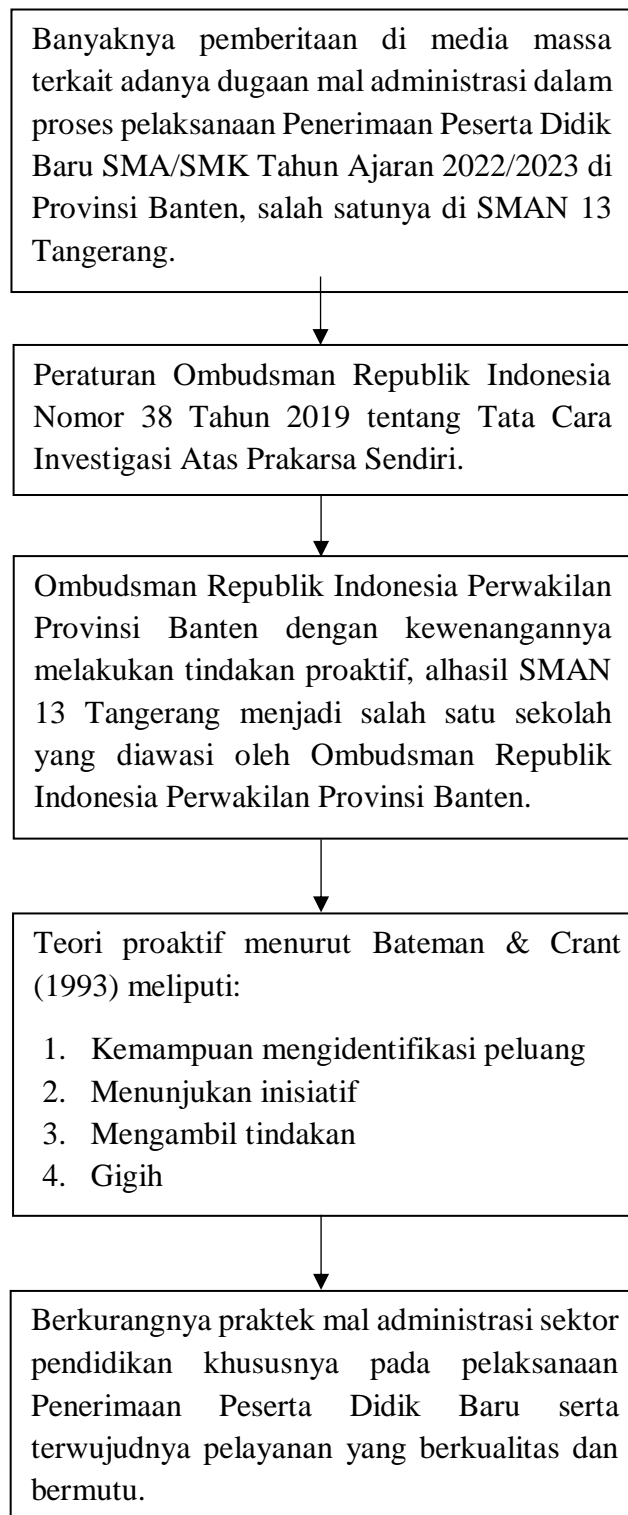 Banyaknya pemberitaan di media massa
terkait adanya dugaan mal administrasi dalam
proses pelaksanaan Penerimaan Peserta Didik
Baru SMA/SMK Tahun Ajaran 2022/2023 di
Provinsi Banten, salah satunya di SMAN 13
Tangerang.
Peraturan Ombudsman Republik Indonesia
Nomor 38 Tahun 2019 tentang Tata Cara
Investigasi Atas Prakarsa Sendiri.
Ombudsman Republik Indonesia Perwakilan
Provinsi Banten dengan kewenangannya
melakukan tindakan proaktif, alhasil SMAN
13 Tangerang menjadi salah satu sekolah
yang diawasi oleh Ombudsman Republik
Indonesia Perwakilan Provinsi Banten.
Teori proaktif menurut Bateman & Crant
(1993) meliputi:
1. Kemampuan mengidentifikasi peluang
2. Menunjukan inisiatif
3. Mengambil tindakan
4. Gigih
Berkurangnya praktek mal administrasi sektor
pendidikan khususnya pada pelaksanaan
Penerimaan Peserta Didik Baru serta
terwujudnya pelayanan yang berkualitas dan
bermutu.